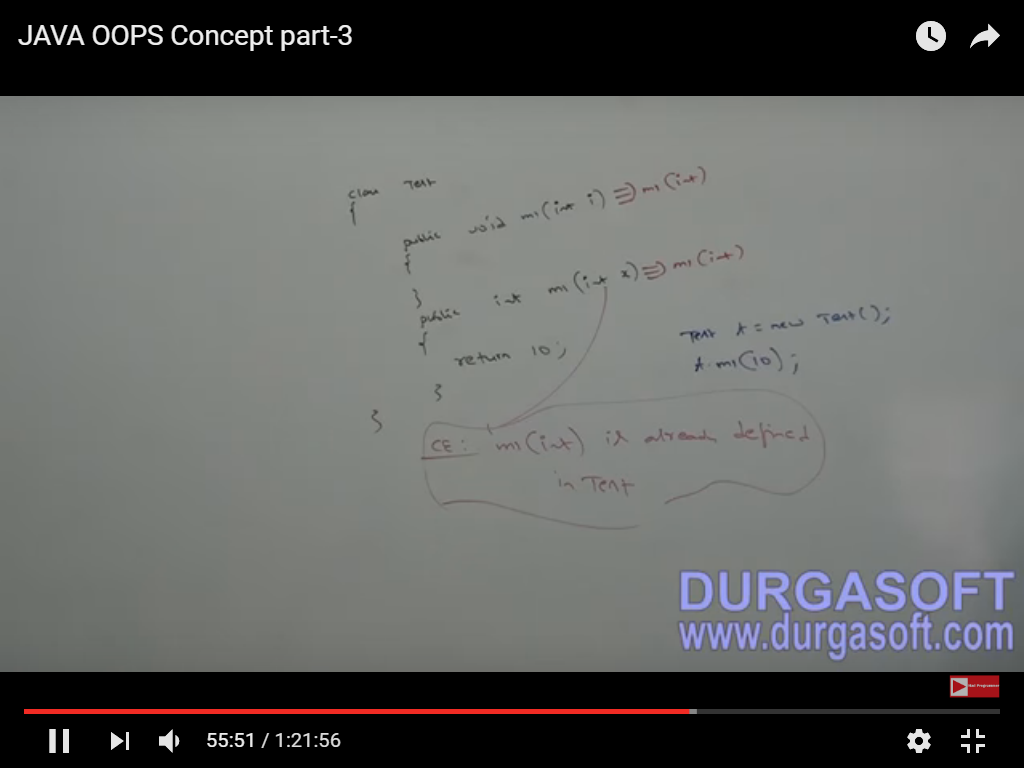 JAVA OOPS Concept part-3
class Test
{
public void m1(int i) ⇒ m1(int)
{
}
public int m1(int x) ⇒ m1(int)
{
return 10;
}
}
Test t = new Test();
t.m1(10);
CE: m1(int) is already defined
in Test
DURGASOFT
www.durgasoft.com
55:51 / 1:21:56